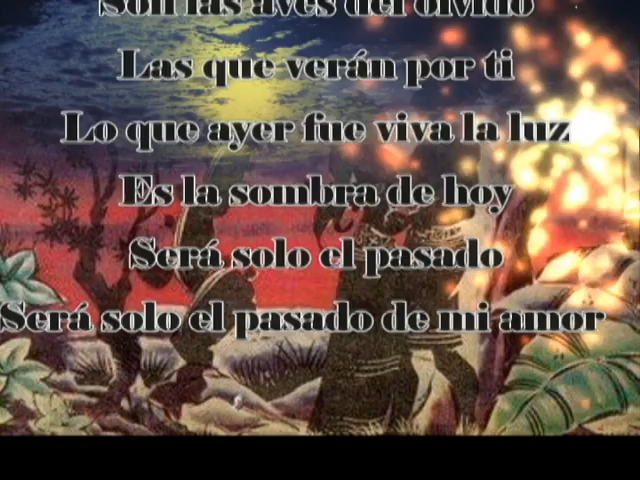 Son las aves del olvido
Las que verán por ti
Lo que ayer fue viva la luz
Es la sombra de hoy
Será solo el pasado
Será solo el pasado de mi amor